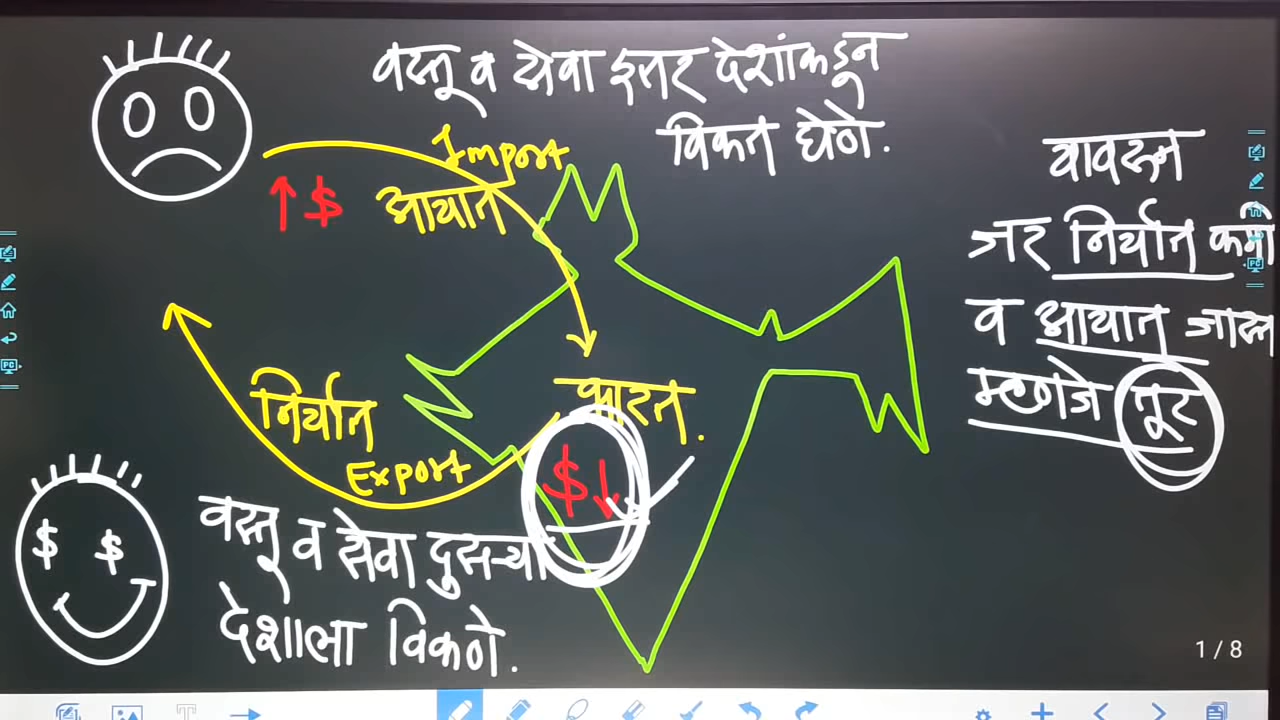 वस्तू व सेवा इतर देशांकडून
विकत घेणे.
Import
आयात
↑ $
भारत.
$ ↓
निर्यात
Export
वस्तू व सेवा दुसऱ्या
देशाला विकणे.
$ $
यावरून
जर निर्यात कमी
व आयात जास्त
म्हणजे तूट
1 / 8